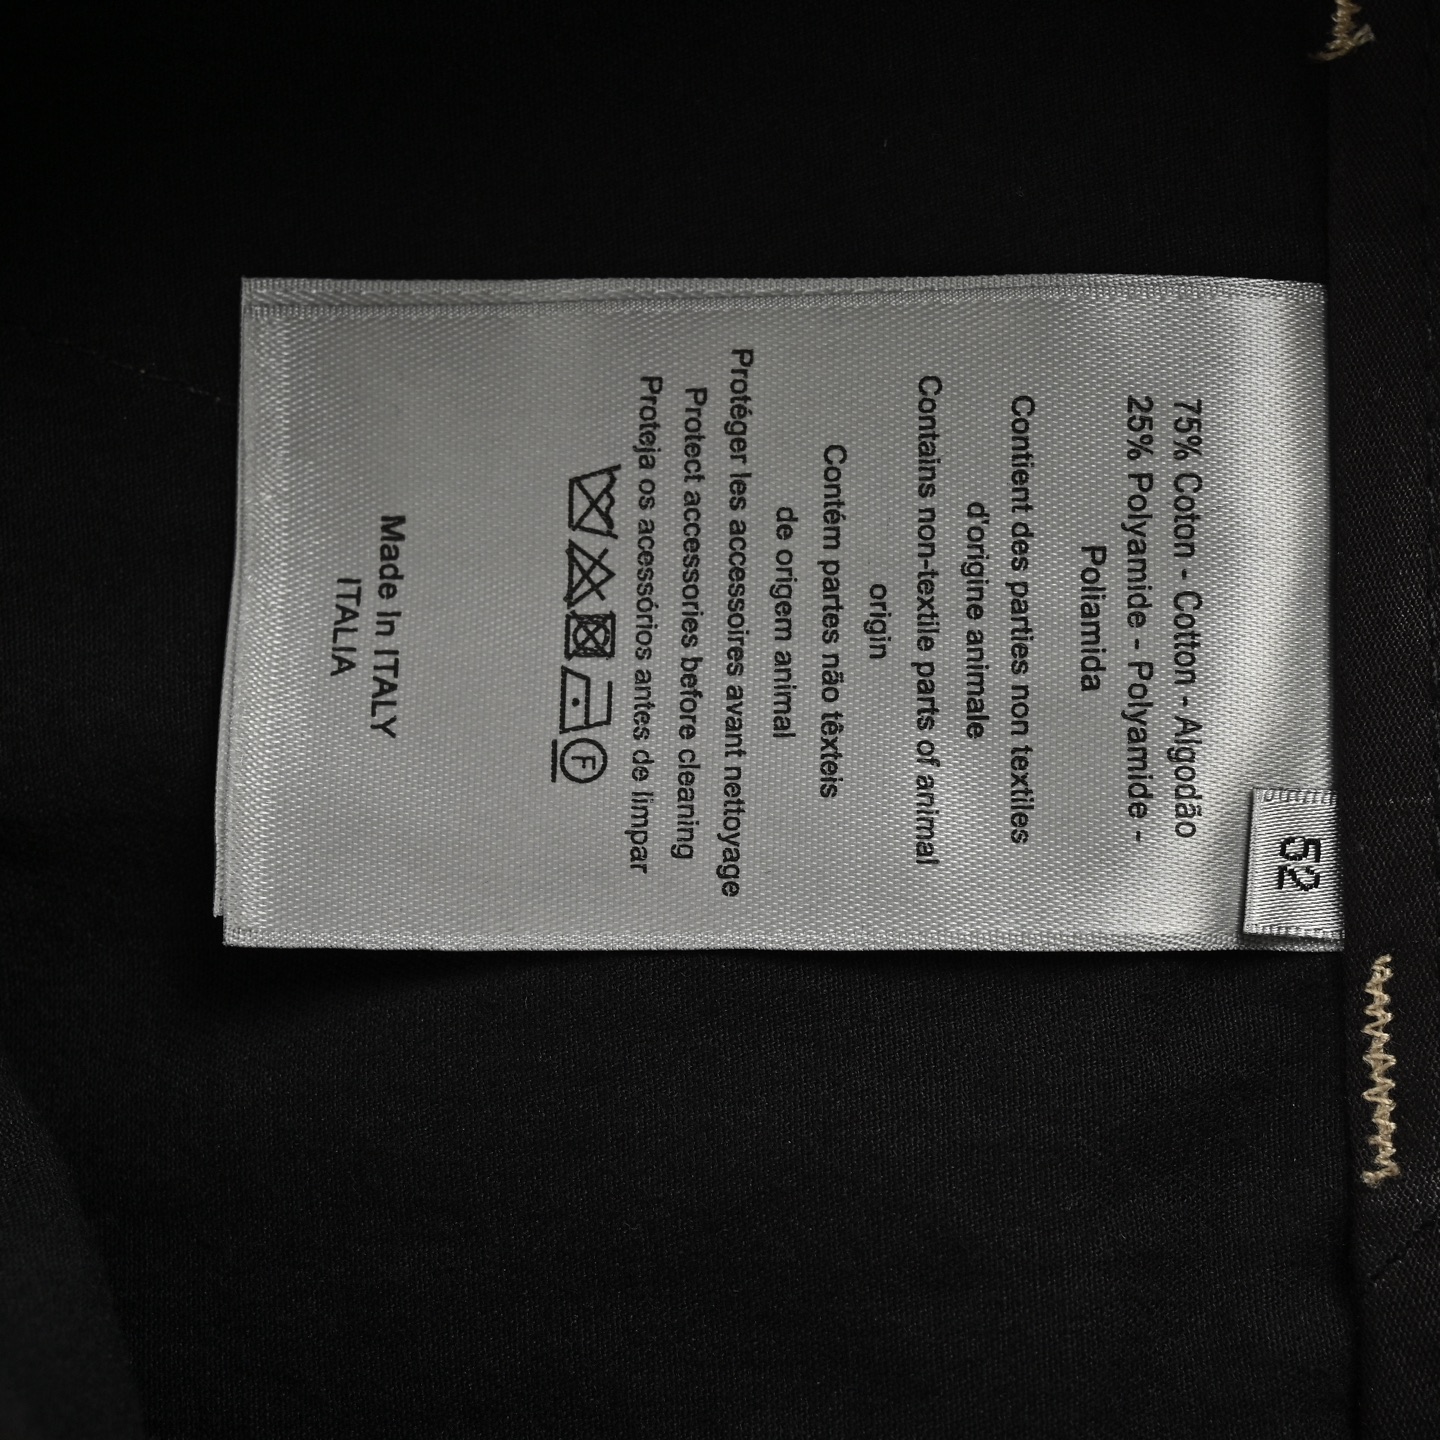 52
75% Coton - Cotton - Algodão
25% Polyamide - Polyamide -
Poliamida
Contient des parties non textiles
d'origine animale
Contains non-textile parts of animal
origin
Contém partes não têxteis
de origem animal
Protéger les accessoires avant nettoyage
Protect accessories before cleaning
Proteja os acessórios antes de limpar
F
Made In ITALY
ITALIA